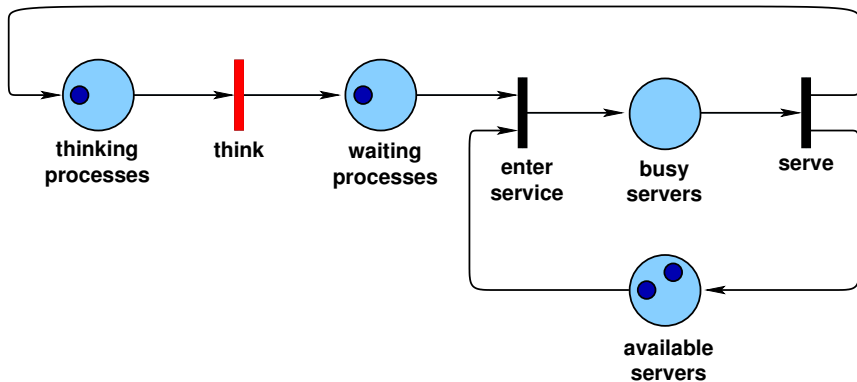 thinking
processes
think
waiting
processes
enter
service
busy
servers
serve
available
servers